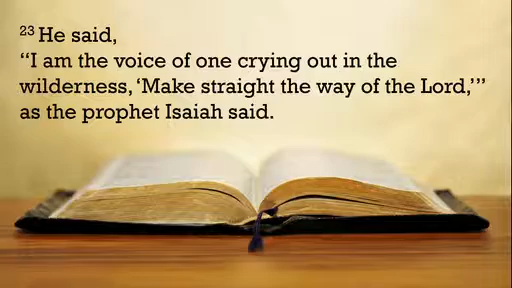 23 He said,
“I am the voice of one crying out in the
wilderness, ‘Make straight the way of the Lord,’”
as the prophet Isaiah said.